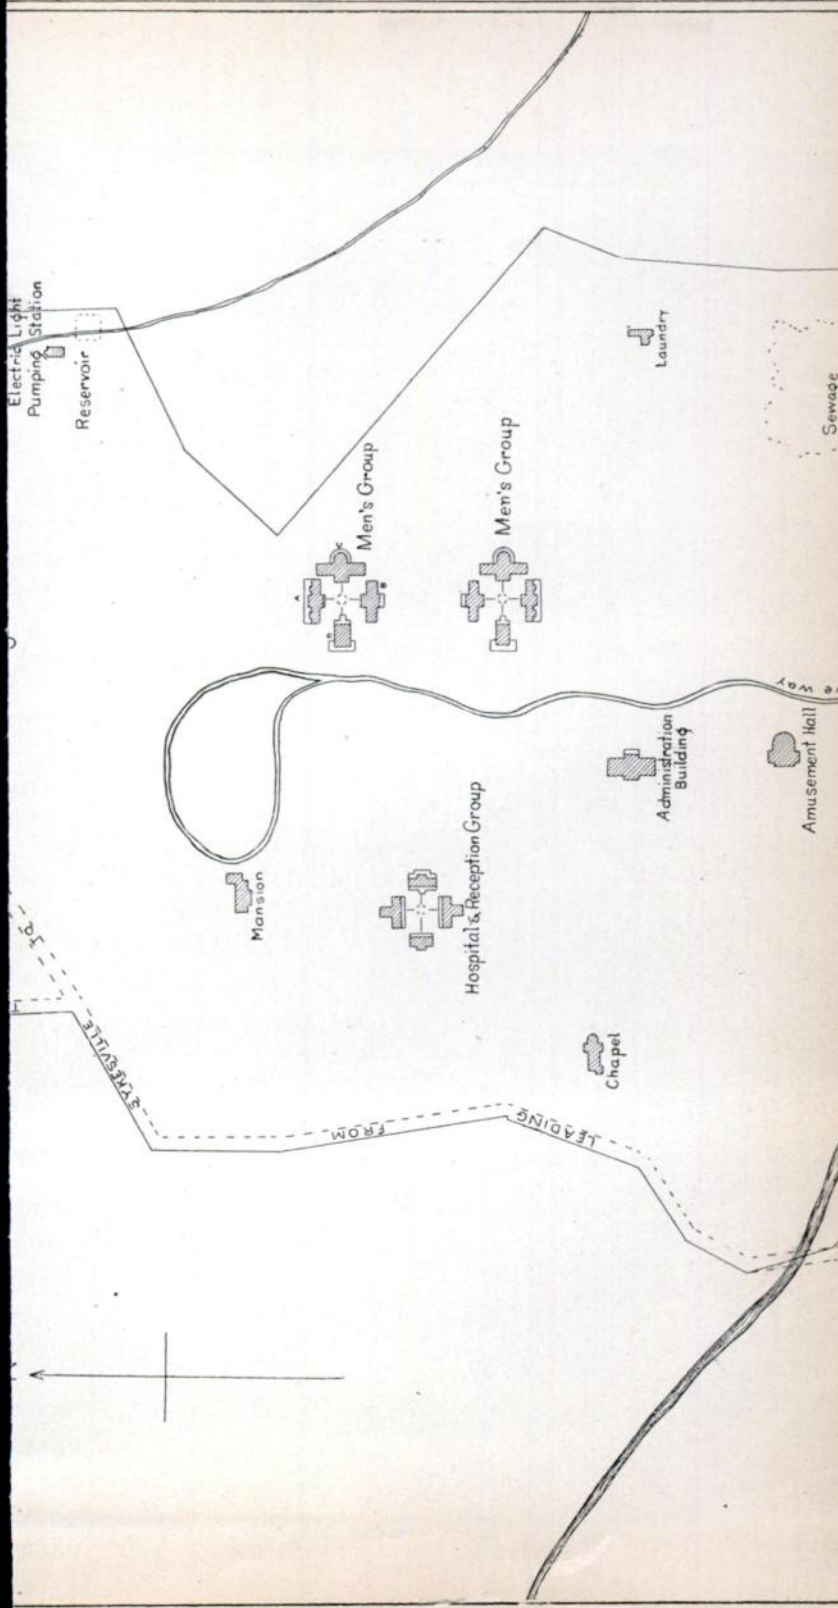 Electric Light
Pumping Station
Reservoir
Men's Group
A
B
C
D
Men's Group
Laundry
Sewage
Mansion
Hospital & Reception Group
Administration
Building
Amusement Hall
way
Chapel
LEADING
FROM
SYKESVILLE